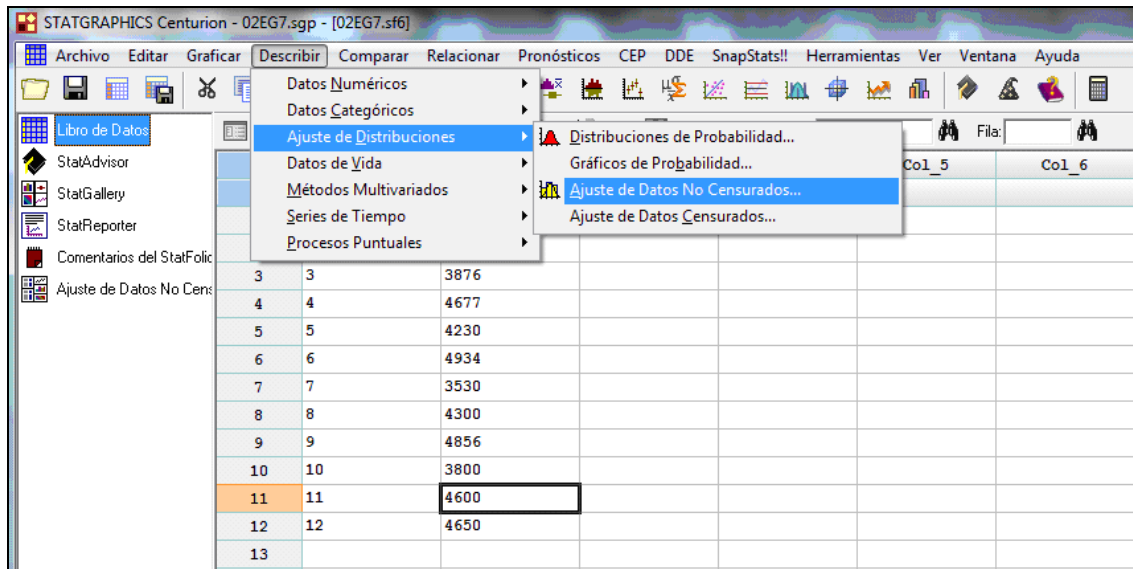 STATGRAPHICS Centurion - 02EG7.sgp - [02EG7.sf6]
Archivo Editar Graficar Describir Comparar Relacionar Pronósticos CEP DDE SnapStats!! Herramientas Ver Ventana Ayuda
Datos Numéricos
Datos Categóricos
Libro de Datos Ajuste de Distribuciones Distribuciones de Probabilidad... Fila:
StatAdvisor Datos de Vida Gráficos de Probabilidad... Col_5 Col_6
StatGallery Métodos Multivariados Ajuste de Datos No Censurados...
StatReporter Series de Tiempo Ajuste de Datos Censurados...
Procesos Puntuales
Comentarios del StatFolio
3 3 3876
Ajuste de Datos No Cens
4 4 4677
5 5 4230
6 6 4934
7 7 3530
8 8 4300
9 9 4856
10 10 3800
11 11 4600
12 12 4650
13